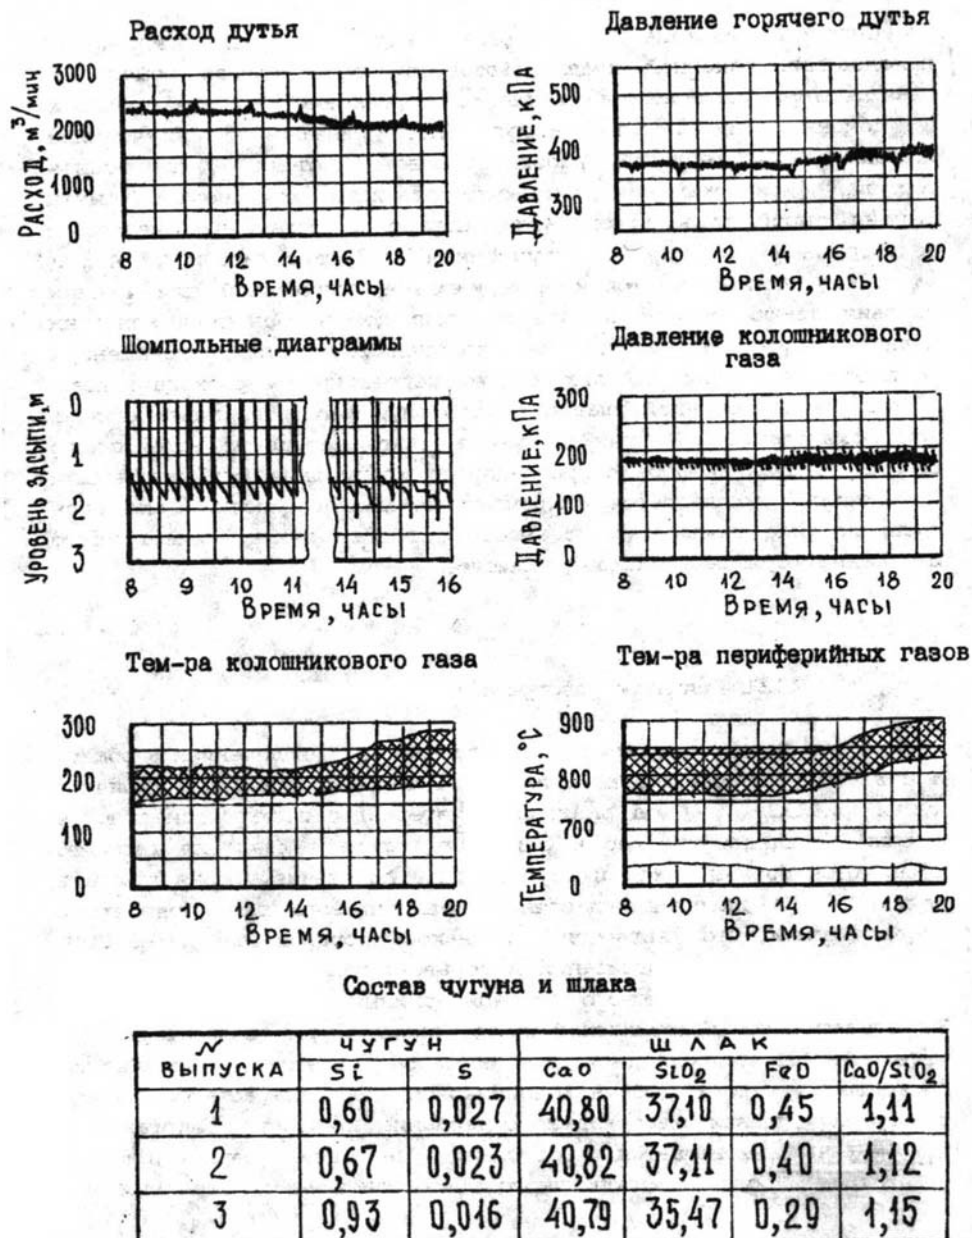 Расход дутья
Давление горячего дутья
РАСХОД, м³/мин
3000
2000
1000
0
8 10 12 14 16 18 20
ВРЕМЯ, ЧАСЫ
ДАВЛЕНИЕ, кПа
500
400
300
8 10 12 14 16 18 20
ВРЕМЯ, ЧАСЫ
Шомпольные диаграммы
Давление колошникового
газа
УРОВЕНЬ ЗАСЫПИ, м
0
1
2
3
8 9 10 11 14 15 16
ВРЕМЯ, ЧАСЫ
ДАВЛЕНИЕ, кПа
300
200
100
0
8 10 12 14 16 18 20
ВРЕМЯ, ЧАСЫ
Тем-ра колошникового газа
Тем-ра периферийных газов
300
200
100
0
8 10 12 14 16 18 20
ВРЕМЯ, ЧАСЫ
ТЕМПЕРАТУРА, °С
900
800
700
0
8 10 12 14 16 18 20
ВРЕМЯ, ЧАСЫ
Состав чугуна и шлака
N ЧУГУН ШЛАК
ВЫПУСКА Si S CaO SiO₂ FeO CaO/SiO₂
1 0,60 0,027 40,80 37,10 0,45 1,11
2 0,67 0,023 40,82 37,11 0,40 1,12
3 0,93 0,016 40,79 35,47 0,29 1,15